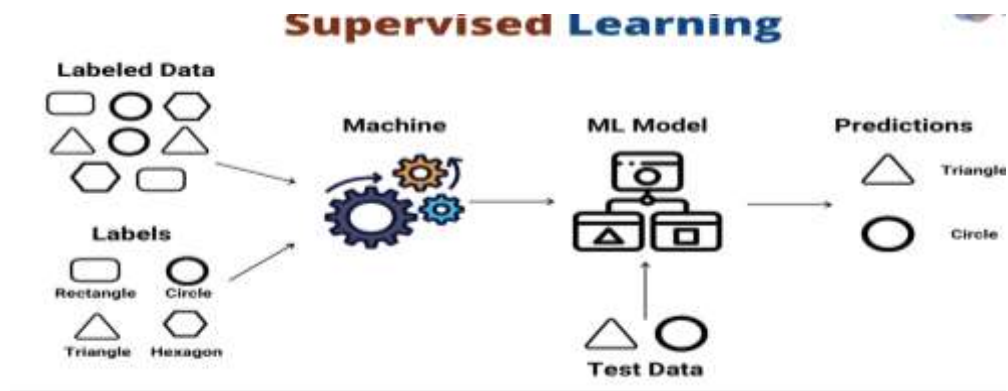 Supervised Learning
Labeled Data
Machine
ML Model
Predictions
Triangle
Circle
Labels
Rectangle Circle
Triangle Hexagon
Test Data